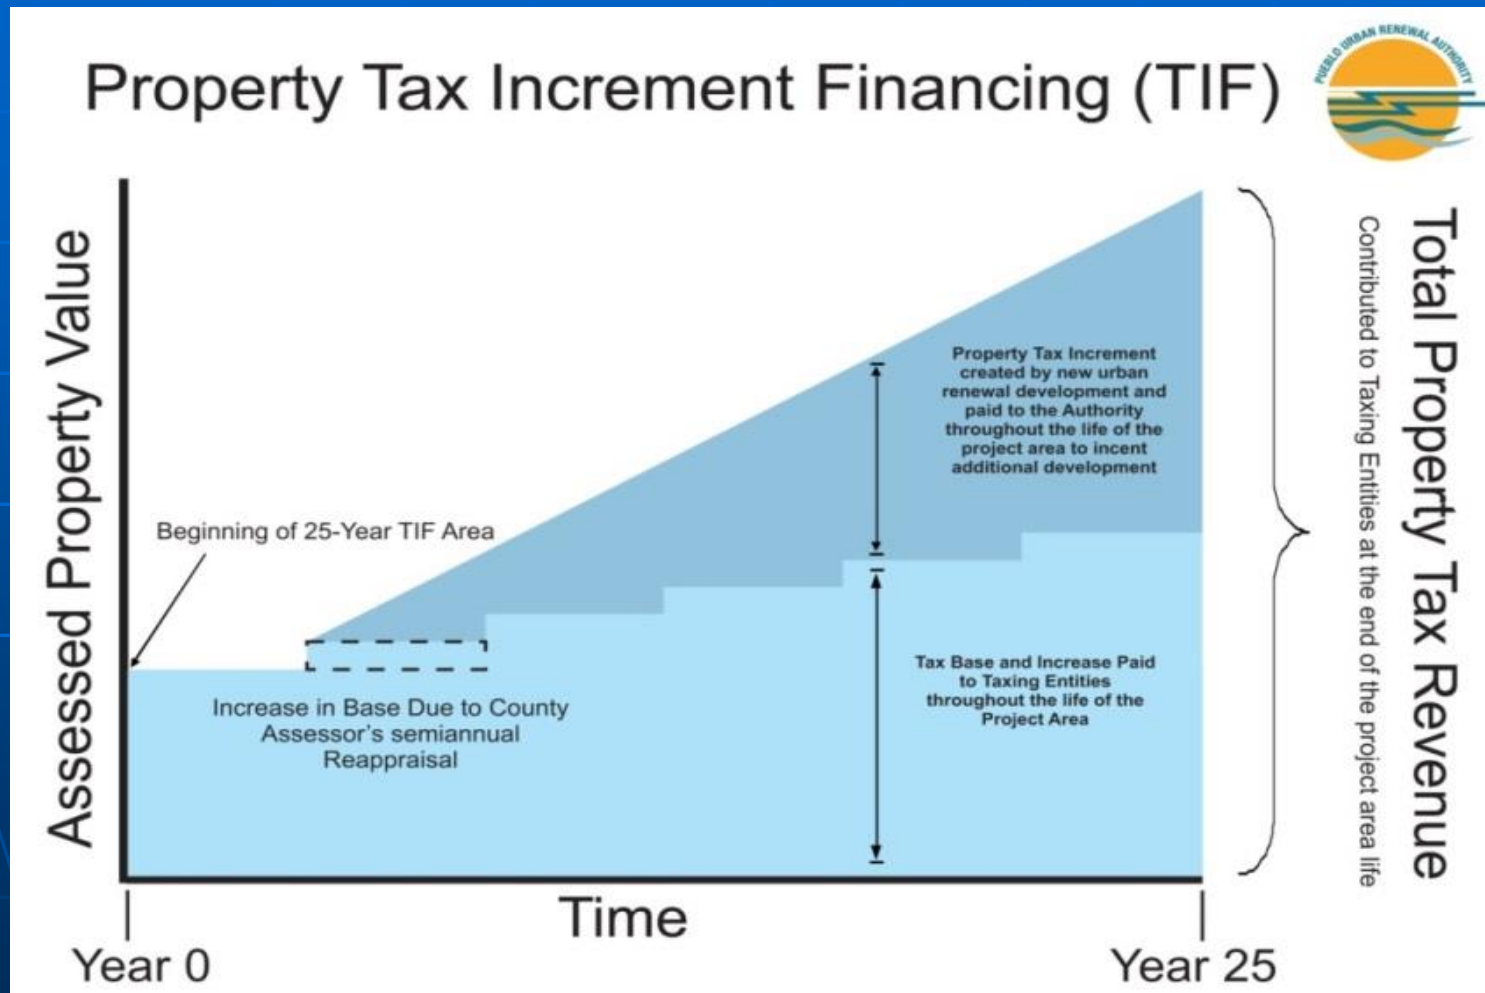 Property Tax Increment Financing (TIF)
PUEBLO URBAN RENEWAL AUTHORITY
Assessed Property Value
Beginning of 25-Year TIF Area
Property Tax Increment
created by new urban
renewal development and
paid to the Authority
throughout the life of the
project area to incent
additional development
Increase in Base Due to County
Assessor's semiannual
Reappraisal
Tax Base and Increase Paid
to Taxing Entities
throughout the life of the
Project Area
Total Property Tax Revenue
Contributed to Taxing Entities at the end of the project area life
Time
Year 0
Year 25